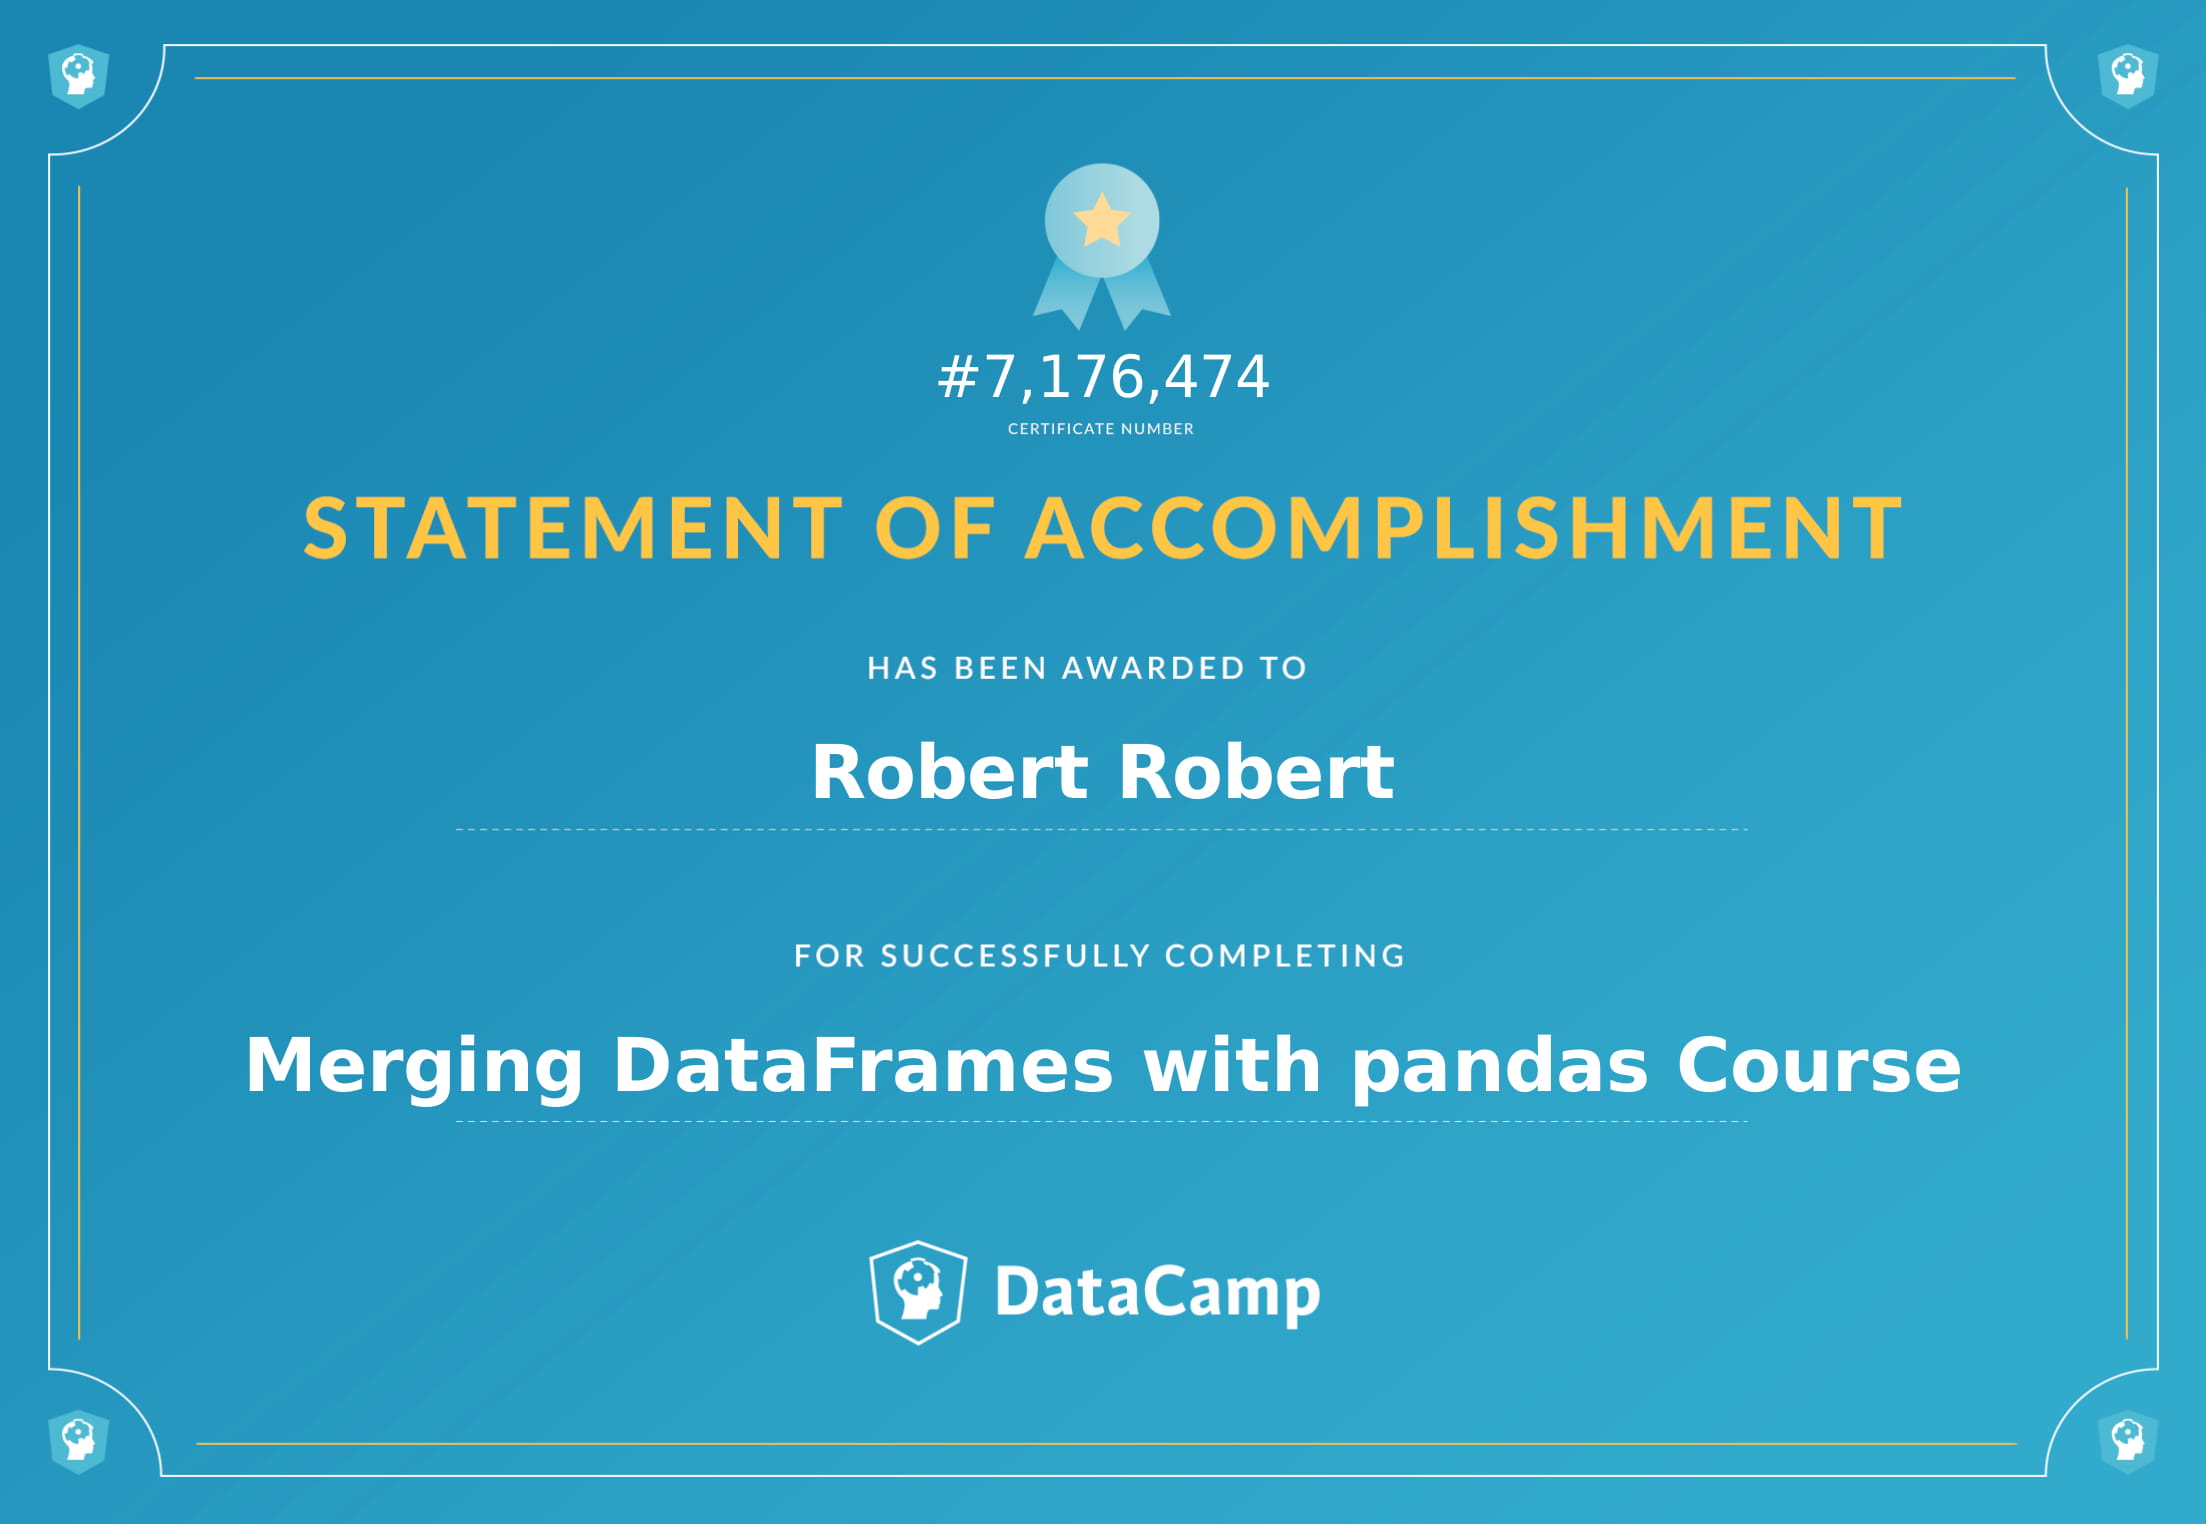 #7,176,474
CERTIFICATE NUMBER
STATEMENT OF ACCOMPLISHMENT
HAS BEEN AWARDED TO
Robert Robert
FOR SUCCESSFULLY COMPLETING
Merging DataFrames with pandas Course
DataCamp